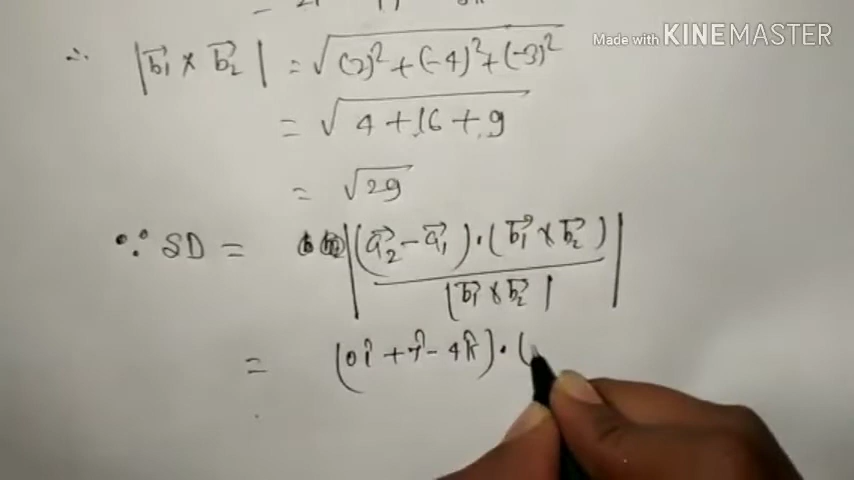 Made with KINEMASTER
∴ |b₁⃗ × b₂⃗| = √((2)² + (-4)² + (-3)²)
= √(4 + 16 + 9)
= √29
∵ SD = |(a₂⃗ - a₁⃗)·(b₁⃗ × b₂⃗) / |b₁⃗ × b₂⃗||
= (0î + ĵ - 4k̂)·(